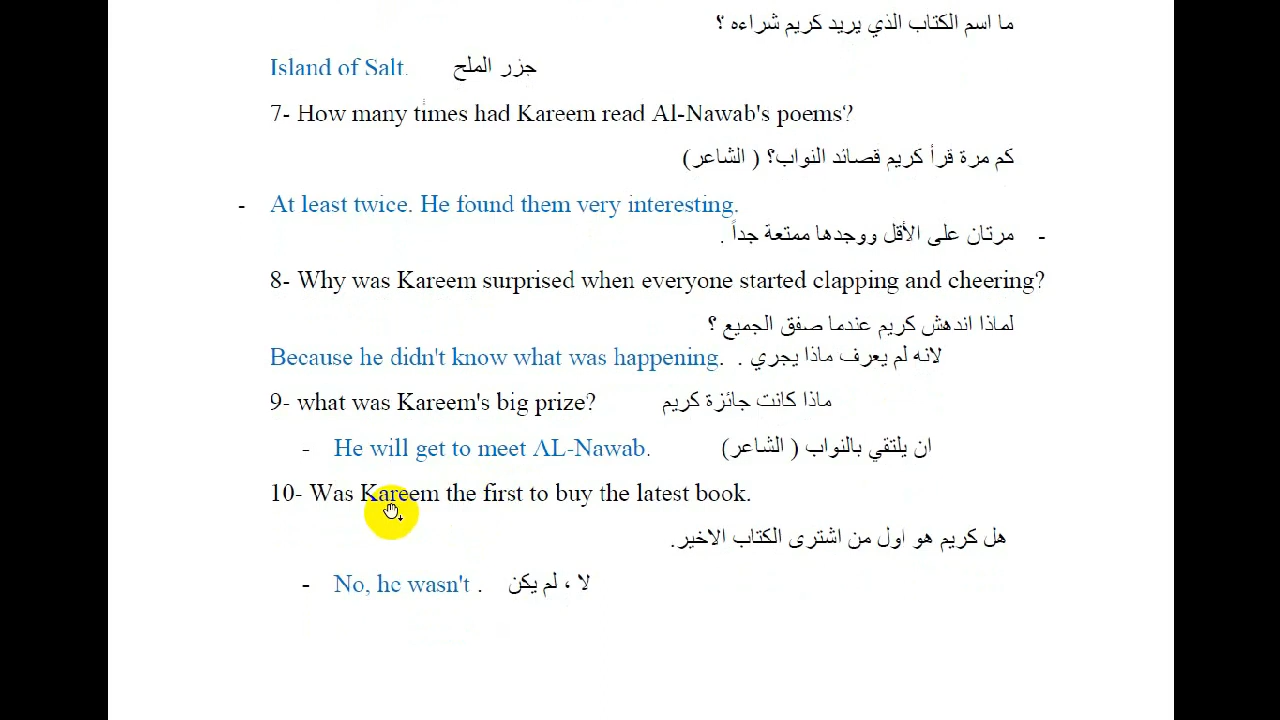 ما اسم الكتاب الذي يريد كريم شراءه ؟
Island of Salt. جزر الملح
7- How many times had Kareem read Al-Nawab's poems?
كم مرة قرأ كريم قصائد النواب؟ ( الشاعر)
- At least twice. He found them very interesting.
- مرتان على الأقل ووجدها ممتعة جداً .
8- Why was Kareem surprised when everyone started clapping and cheering?
لماذا اندهش كريم عندما صفق الجميع ؟
Because he didn't know what was happening. . لانه لم يعرف ماذا يجري
9- what was Kareem's big prize? ماذا كانت جائزة كريم
- He will get to meet AL-Nawab. ان يلتقي بالنواب ( الشاعر)
10- Was Kareem the first to buy the latest book.
هل كريم هو اول من اشترى الكتاب الاخير.
- No, he wasn't . لا ، لم يكن